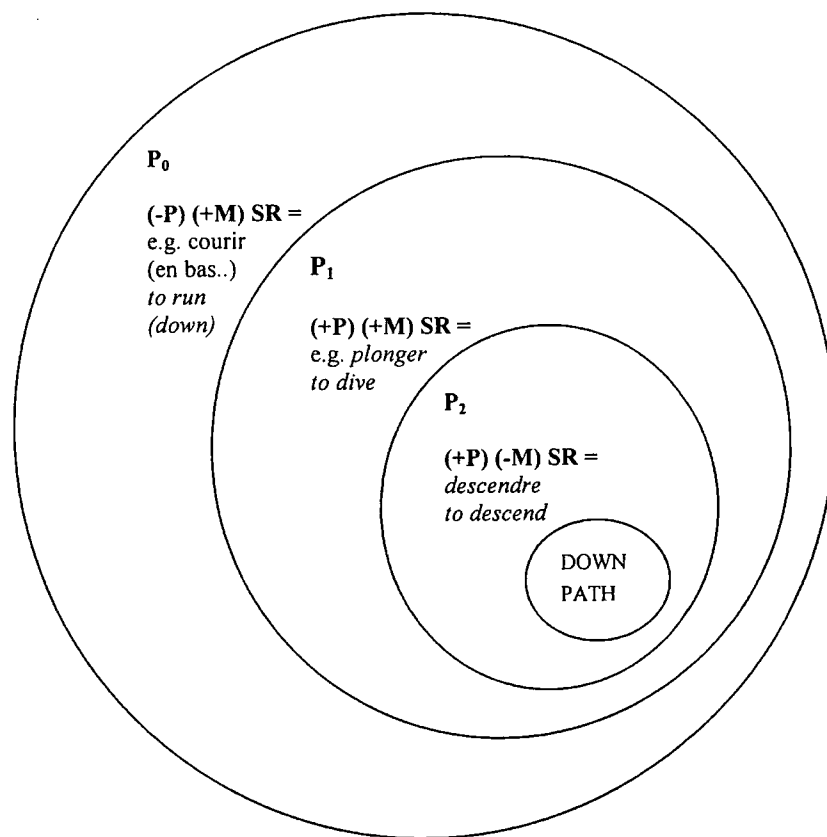 P₀
(-P) (+M) SR =
e.g. courir
(en bas..)
to run
(down)
P₁
(+P) (+M) SR =
e.g. plonger
to dive
P₂
(+P) (-M) SR =
descendre
to descend
DOWN
PATH